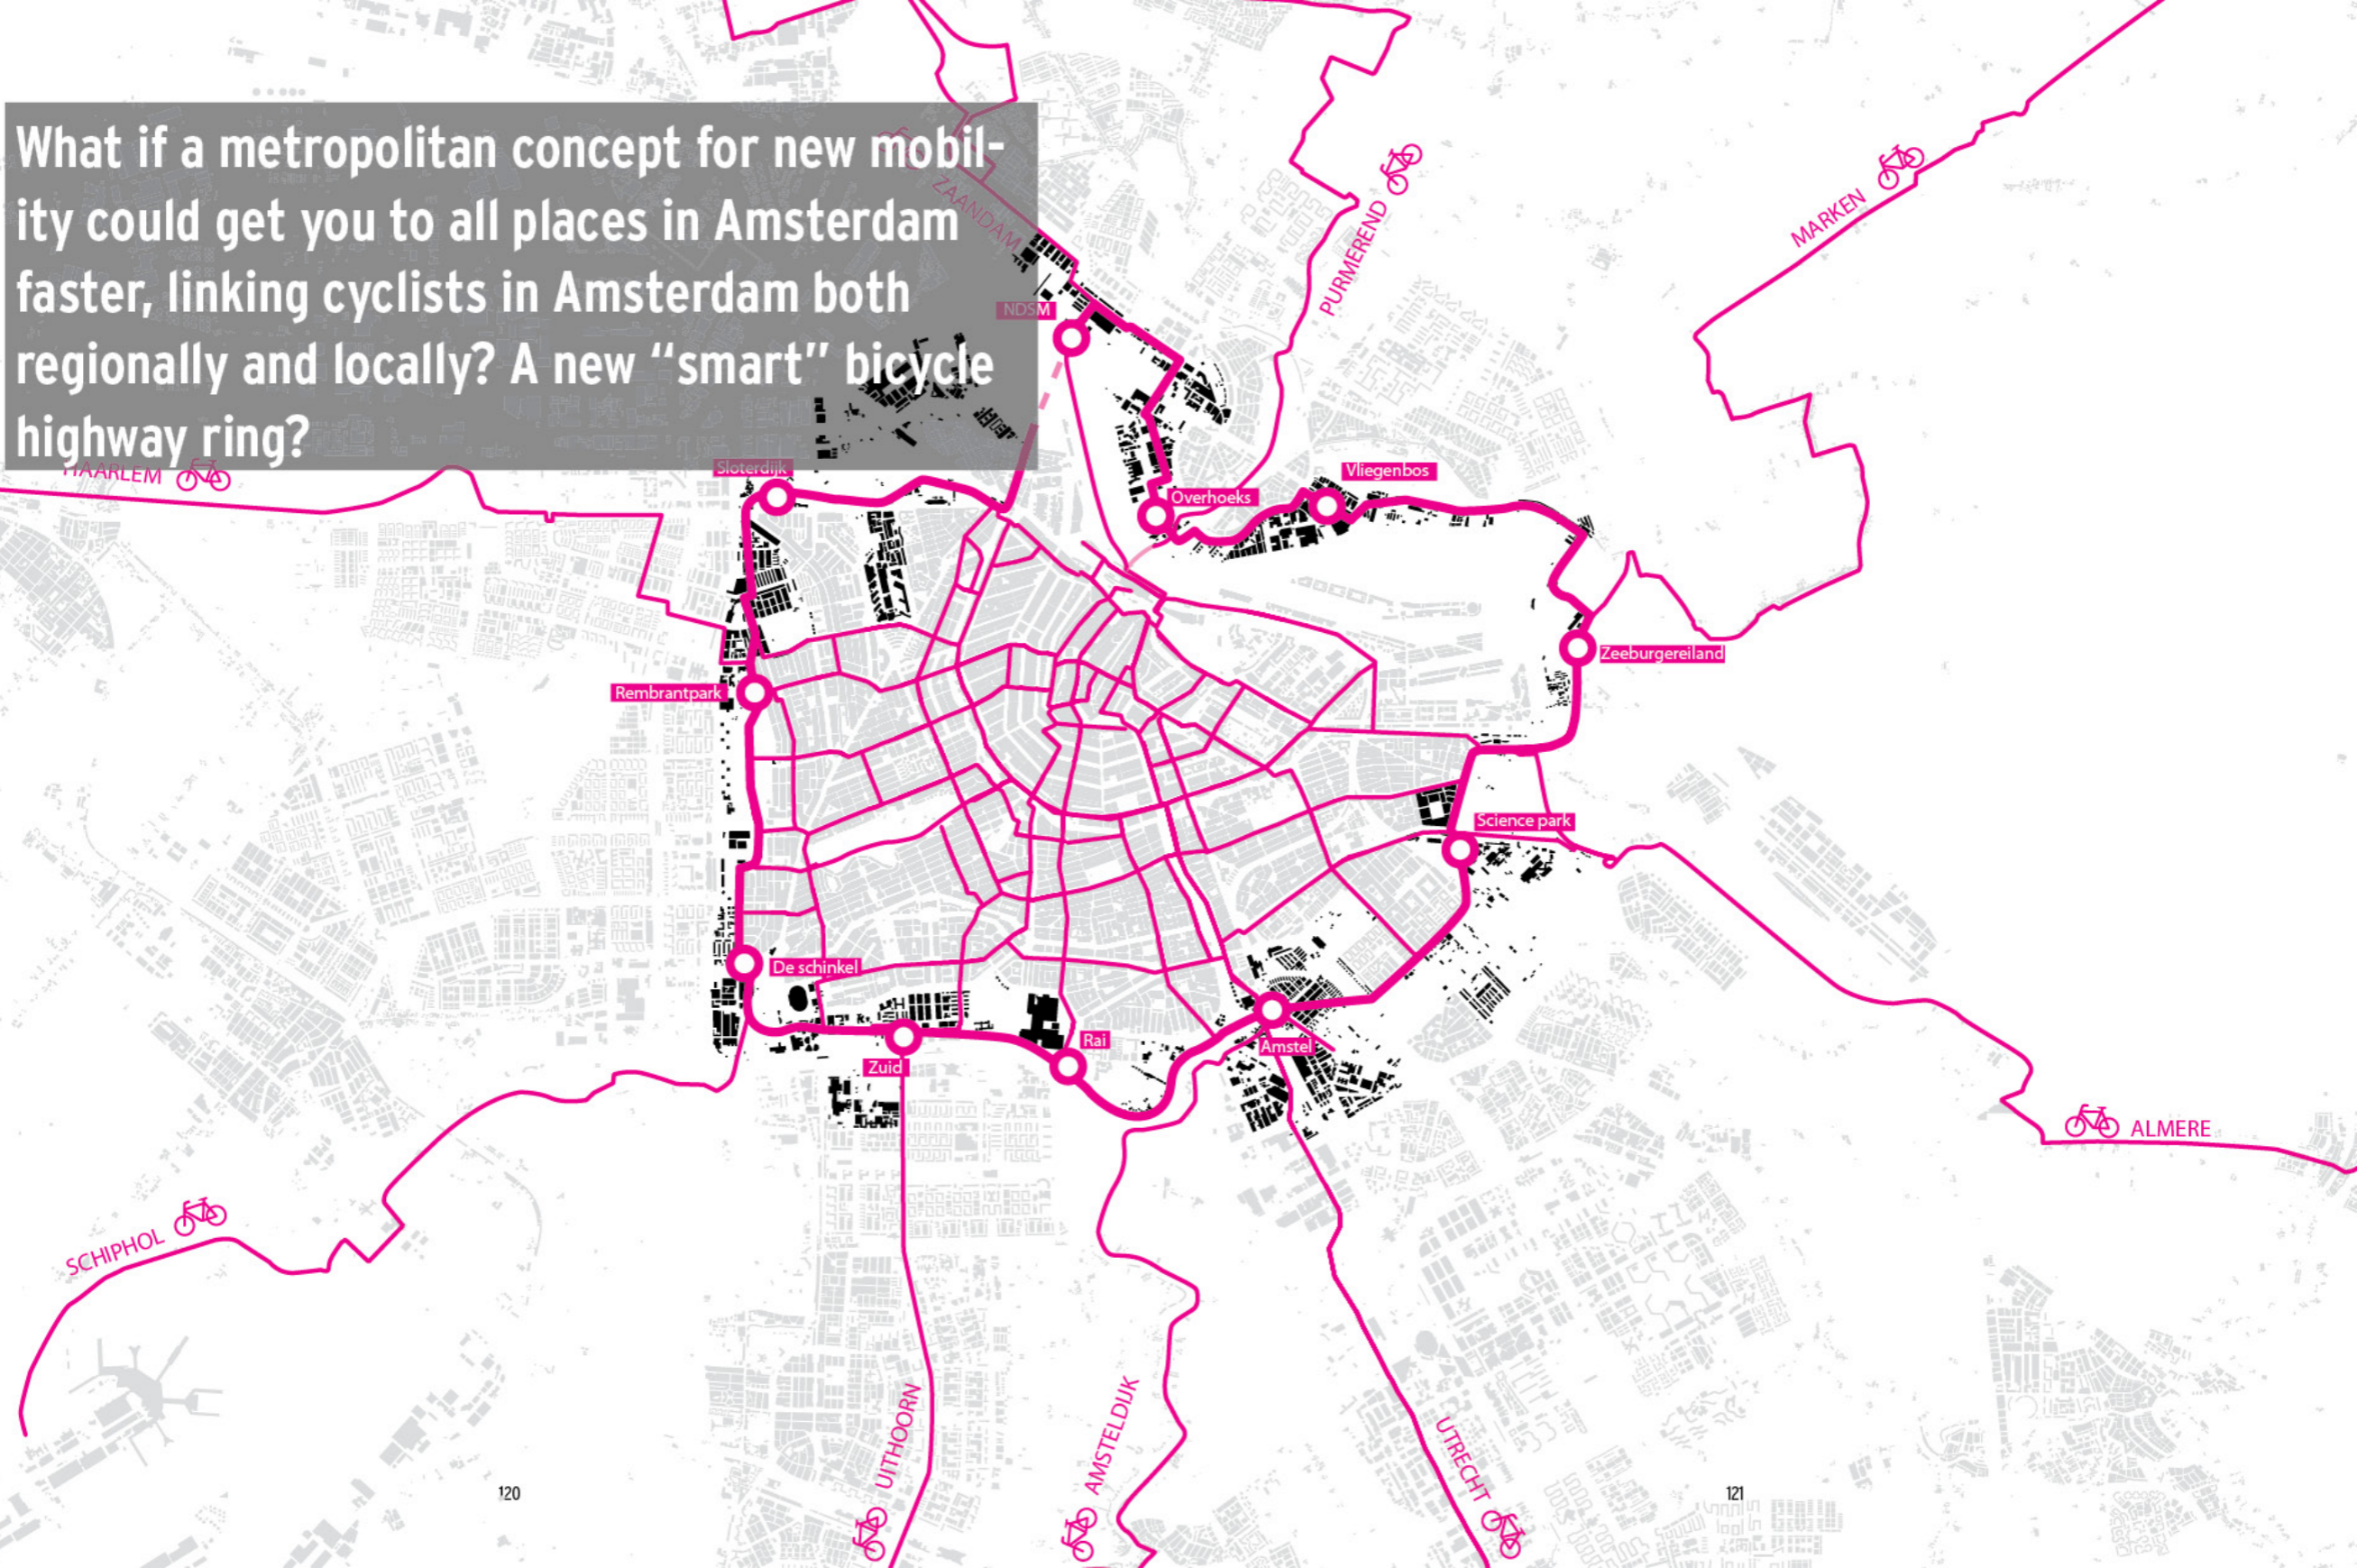 What if a metropolitan concept for new mobil-
ity could get you to all places in Amsterdam
faster, linking cyclists in Amsterdam both
regionally and locally? A new “smart” bicycle
highway ring?
ZAANDAM
PURMEREND
MARKEN
NDSM
HAARLEM
Sloterdijk
Vliegenbos
Overhoeks
Zeeburgereiland
Rembrantpark
Science park
De schinkel
Rai
Amstel
Zuid
ALMERE
SCHIPHOL
UITHOORN
AMSTELDIJK
UTRECHT
120
121